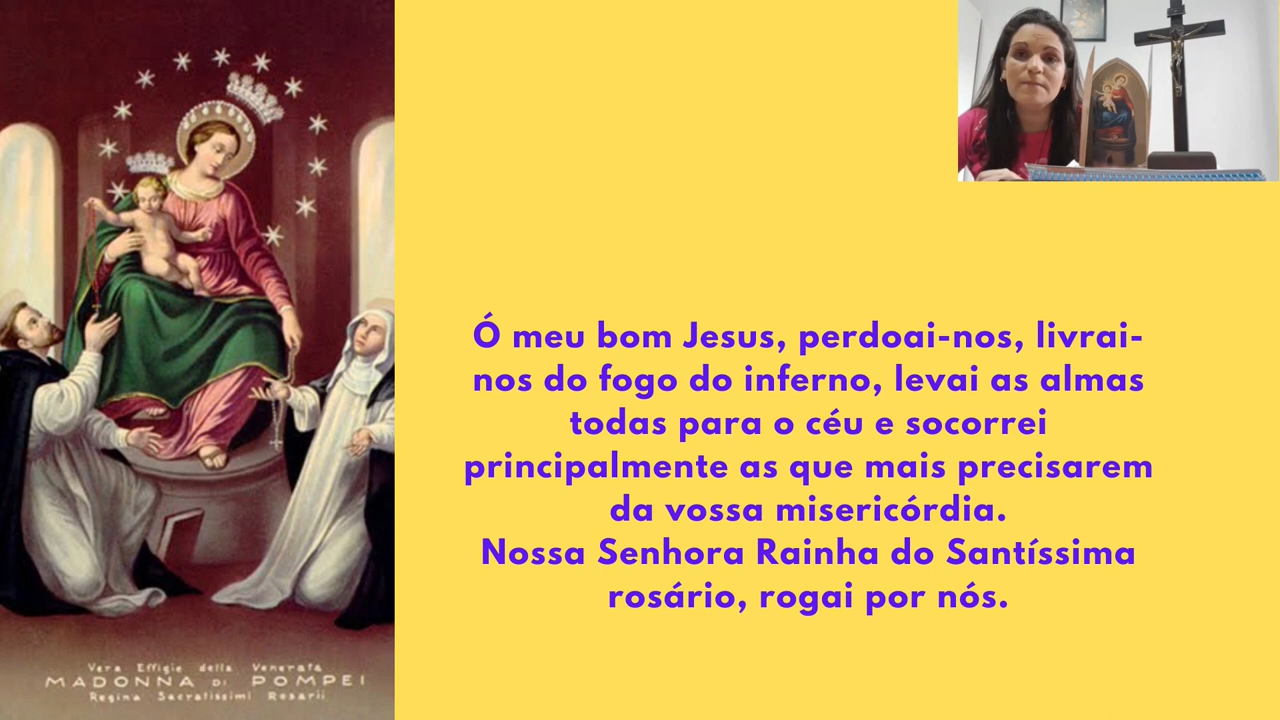 Ó meu bom Jesus, perdoai-nos, livrai-
nos do fogo do inferno, levai as almas
todas para o céu e socorrei
principalmente as que mais precisarem
da vossa misericórdia.
Nossa Senhora Rainha do Santíssima
rosário, rogai por nós.
Vera Effigie della Venerata
MADONNA DI POMPEI
Regina Sacratissimi Rosarii